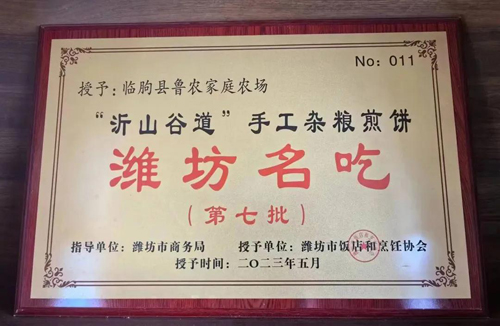 No: 011
授予：临朐县鲁农家庭农场
“沂山谷道”手工杂粮煎饼
潍坊名吃
（第七批）
指导单位：潍坊市商务局 授予单位：潍坊市饭店和烹饪协会
授予时间：二〇二三年五月